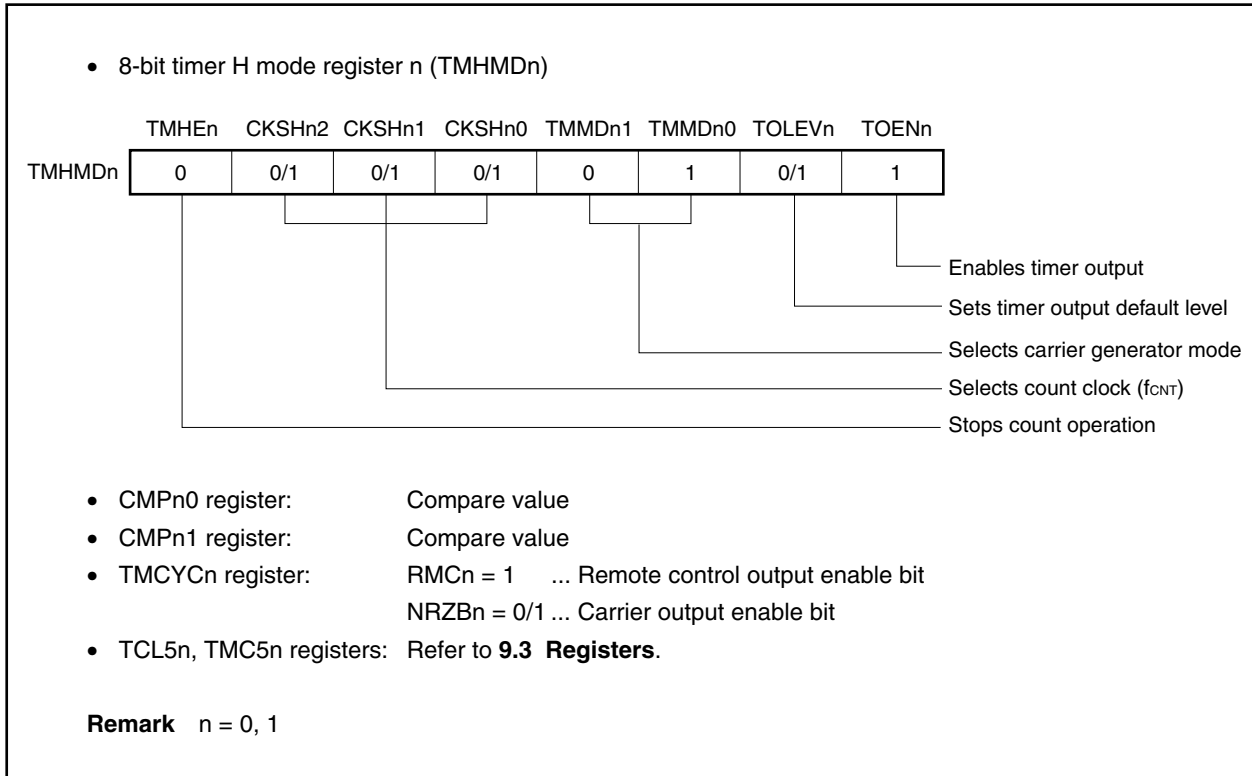 • 8-bit timer H mode register n (TMHMDn)
TMHEn CKSHn2 CKSHn1 CKSHn0 TMMDn1 TMMDn0 TOLEVn TOENn
TMHMDn 0 0/1 0/1 0/1 0 1 0/1 1
Enables timer output
Sets timer output default level
Selects carrier generator mode
Selects count clock (fCNT)
Stops count operation
• CMPn0 register: Compare value
• CMPn1 register: Compare value
• TMCYCn register: RMCn = 1 ... Remote control output enable bit
NRZBn = 0/1 ... Carrier output enable bit
• TCL5n, TMC5n registers: Refer to 9.3 Registers.
Remark n = 0, 1